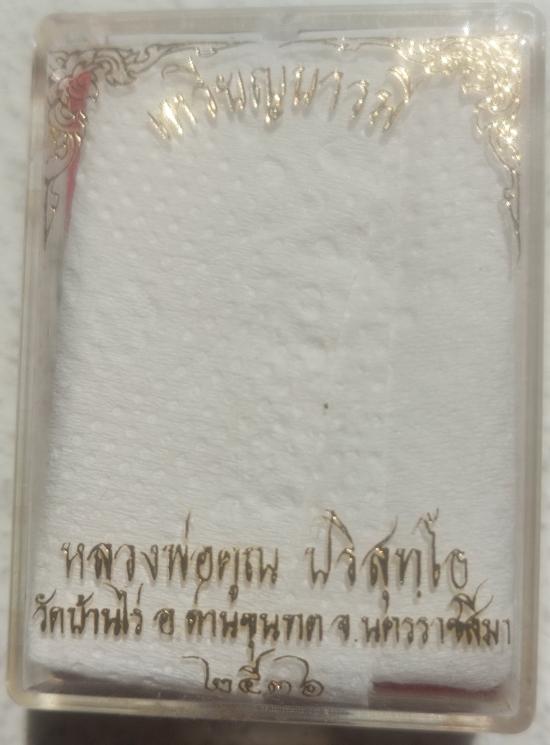 เหรียญบารมี
หลวงพ่อคูณ ปริสุทฺโธ
วัดบ้านไร่ อ.ด่านขุนทด จ.นครราชสีมา
๒๕๓๖